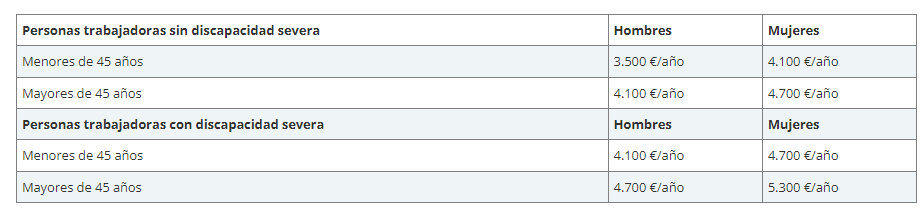 Personas trabajadoras sin discapacidad severa Hombres Mujeres
Menores de 45 años 3.500 €/año 4.100 €/año
Mayores de 45 años 4.100 €/año 4.700 €/año
Personas trabajadoras con discapacidad severa Hombres Mujeres
Menores de 45 años 4.100 €/año 4.700 €/año
Mayores de 45 años 4.700 €/año 5.300 €/año